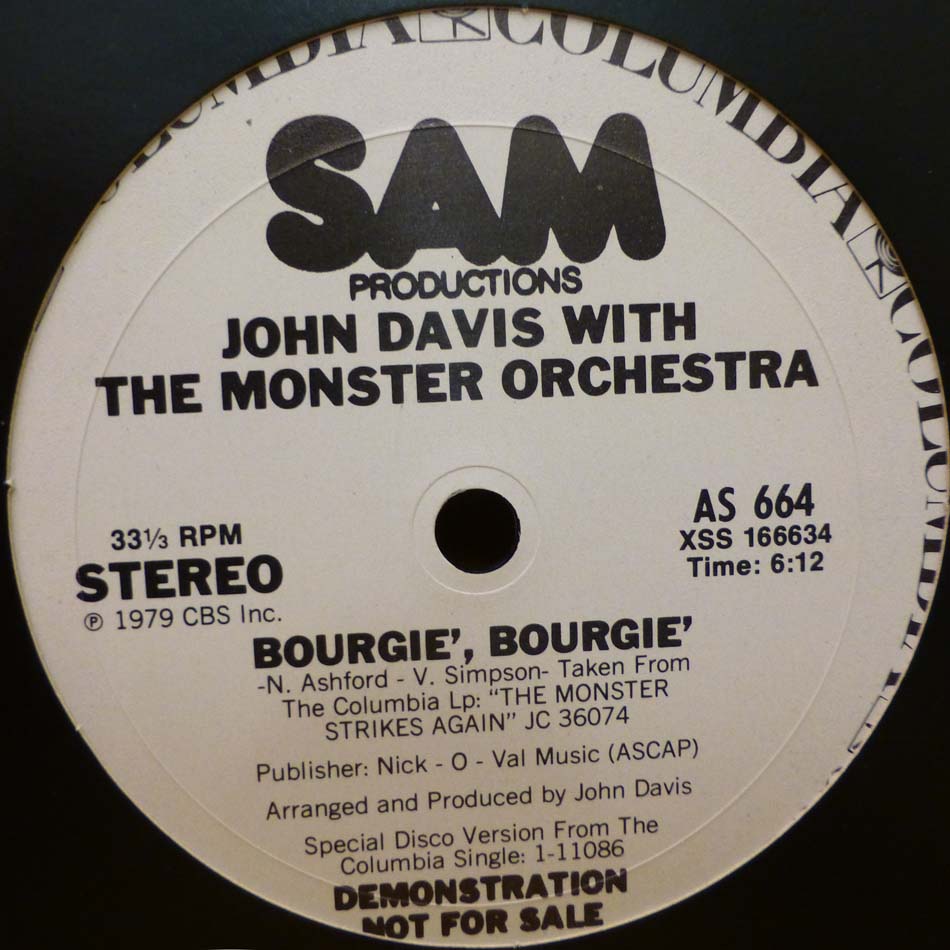 COLUMBIA COLUMBIA COLUMBIA
SAM
PRODUCTIONS
JOHN DAVIS WITH
THE MONSTER ORCHESTRA
33⅓ RPM
STEREO
℗ 1979 CBS Inc.
AS 664
XSS 166634
Time: 6:12
BOURGIE’, BOURGIE’
-N. Ashford - V. Simpson- Taken From
The Columbia Lp: “THE MONSTER
STRIKES AGAIN” JC 36074
Publisher: Nick - O - Val Music (ASCAP)
Arranged and Produced by John Davis
Special Disco Version From The
Columbia Single: 1-11086
DEMONSTRATION
NOT FOR SALE